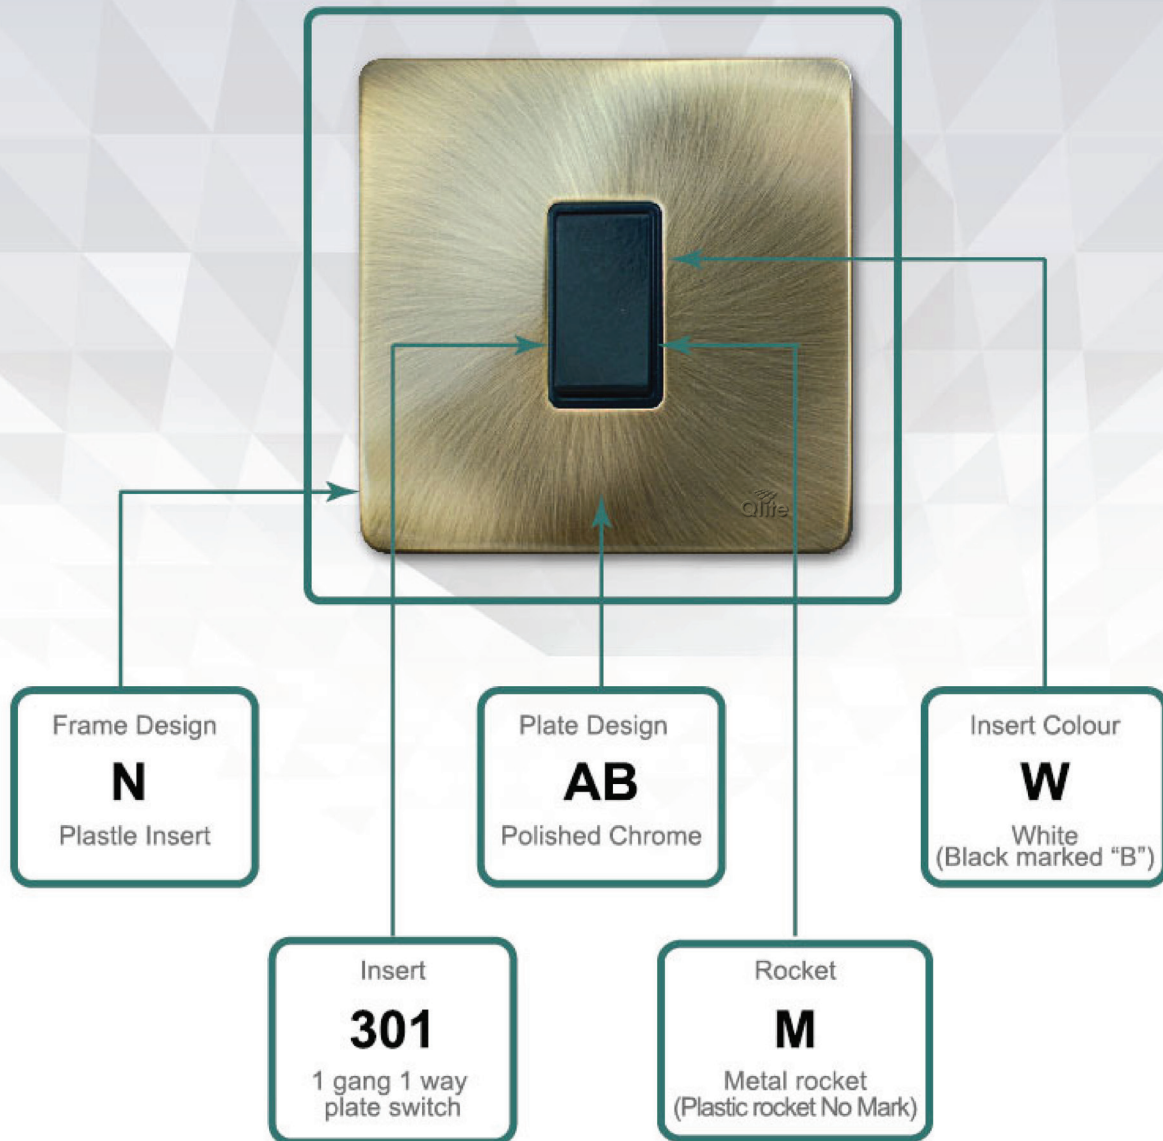 Qlife
Frame Design
N
Plastle Insert
Plate Design
AB
Polished Chrome
Insert Colour
W
White
(Black marked “B”)
Insert
301
1 gang 1 way
plate switch
Rocket
M
Metal rocket
(Plastic rocket No Mark)